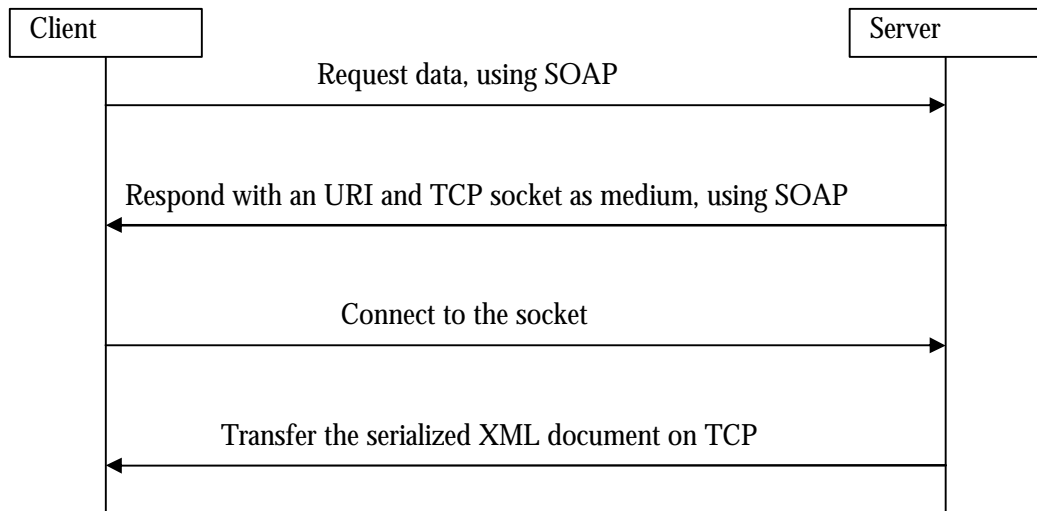 Client
Server
Request data, using SOAP
Respond with an URI and TCP socket as medium, using SOAP
Connect to the socket
Transfer the serialized XML document on TCP